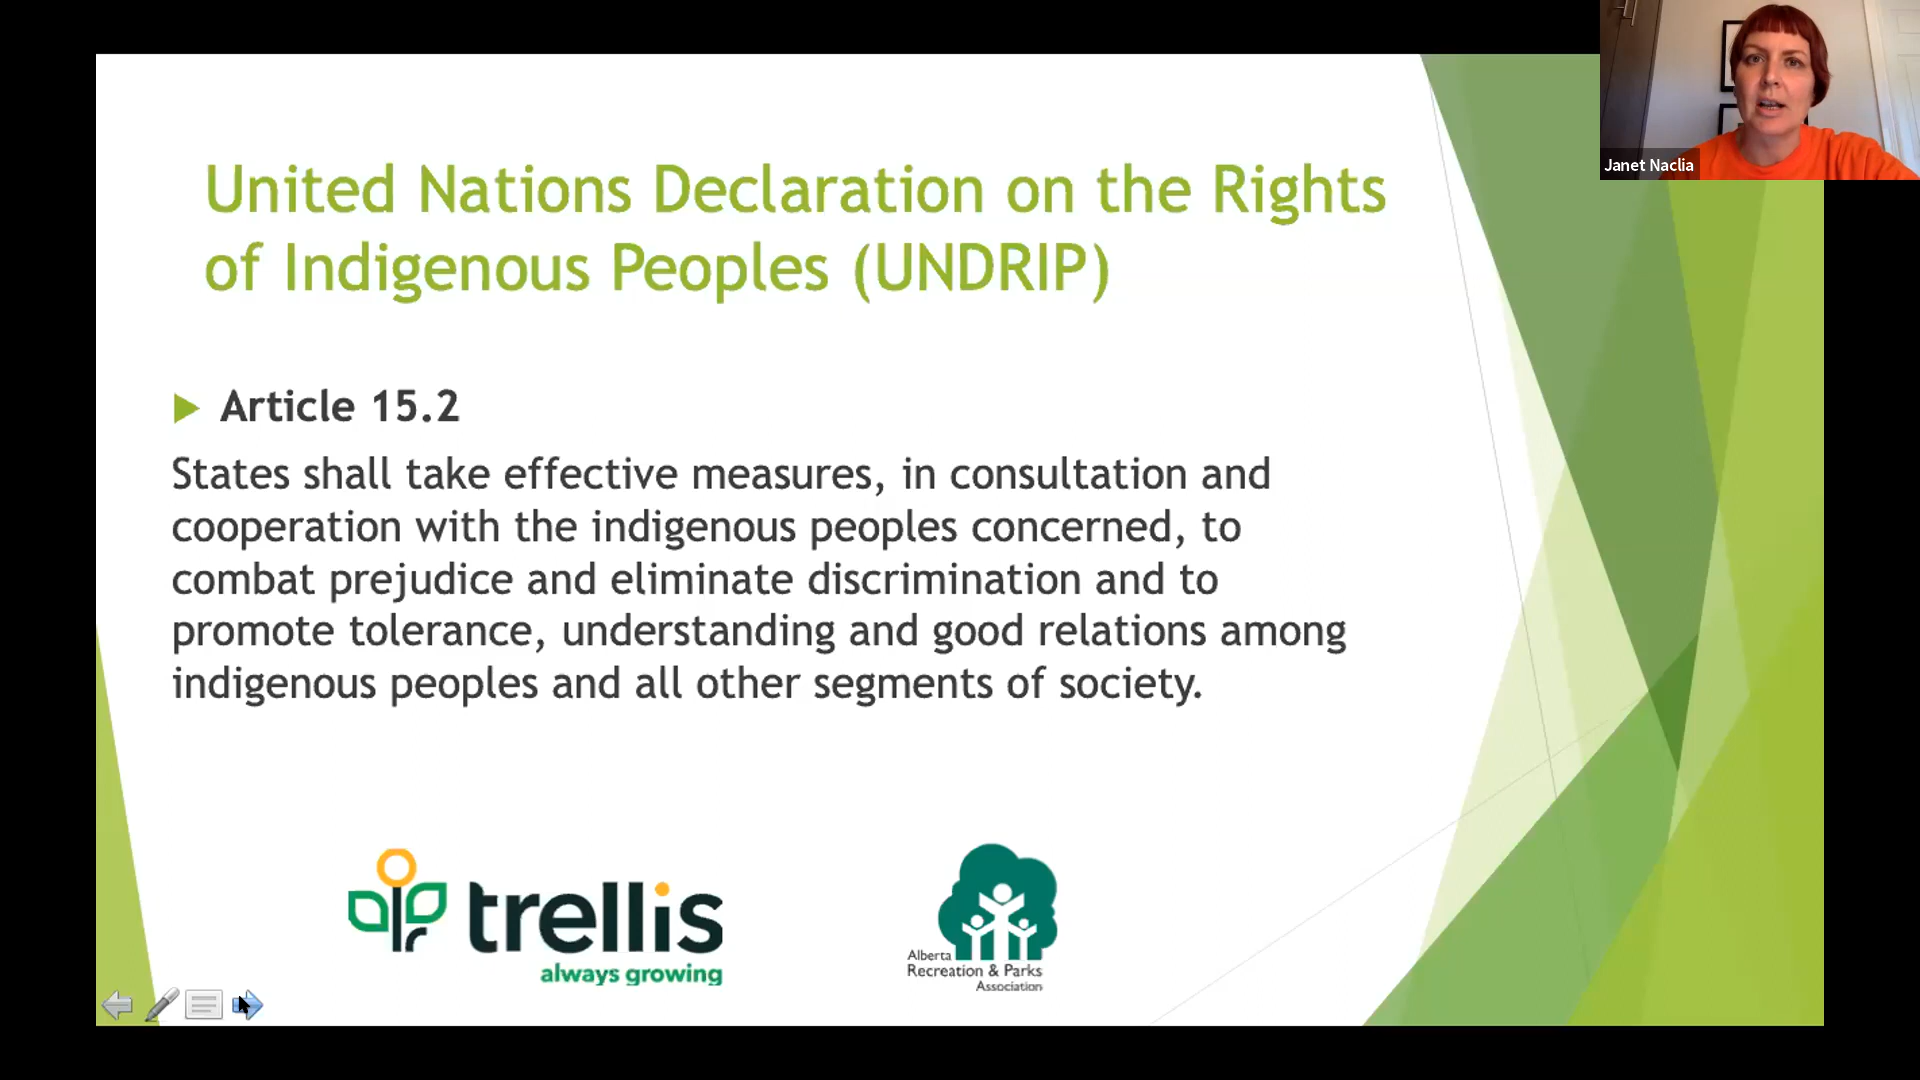 Janet Naclia
United Nations Declaration on the Rights
of Indigenous Peoples (UNDRIP)
Article 15.2
States shall take effective measures, in consultation and
cooperation with the indigenous peoples concerned, to
combat prejudice and eliminate discrimination and to
promote tolerance, understanding and good relations among
indigenous peoples and all other segments of society.
trellis
always growing
Alberta
Recreation & Parks
Association